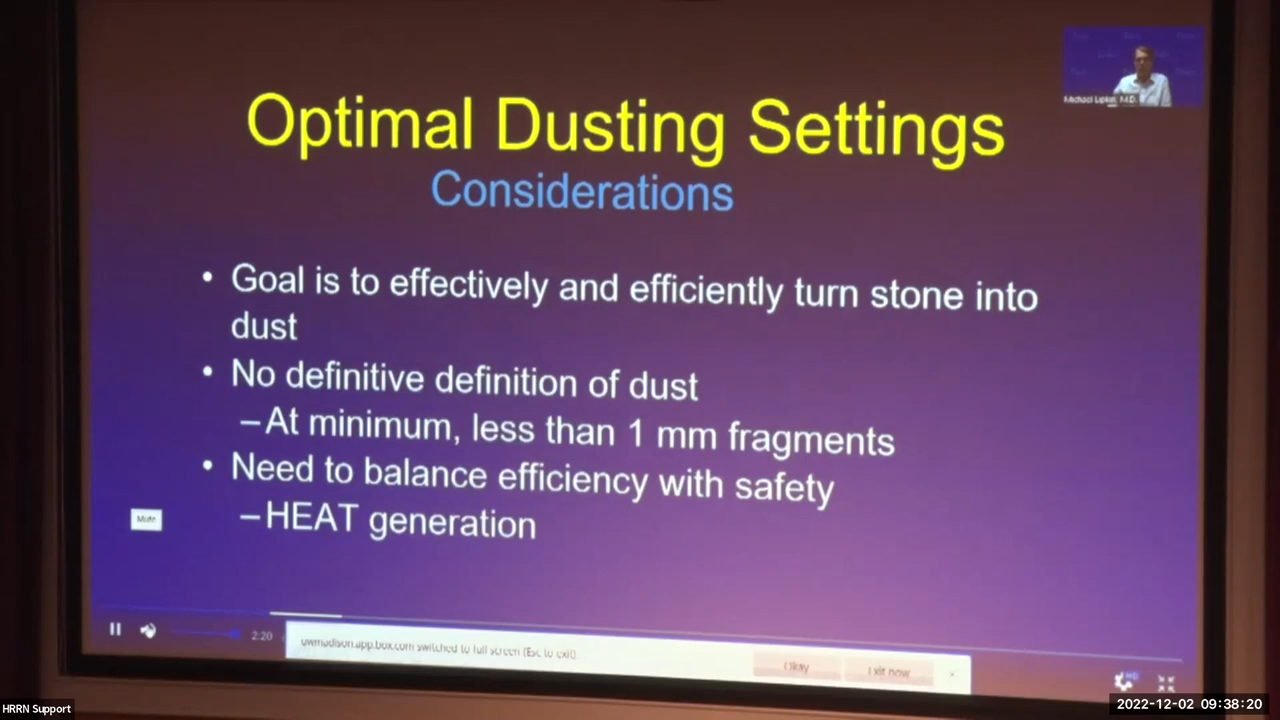 Michael Lipkin, M.D.
Optimal Dusting Settings
Considerations
• Goal is to effectively and efficiently turn stone into
dust
• No definitive definition of dust
– At minimum, less than 1 mm fragments
• Need to balance efficiency with safety
– HEAT generation
Mute
2:20
uwmadison.app.box.com switched to full screen (Esc to exit).
Okay
Exit now
×
HD
HRRN Support
2022-12-02 09:38:20